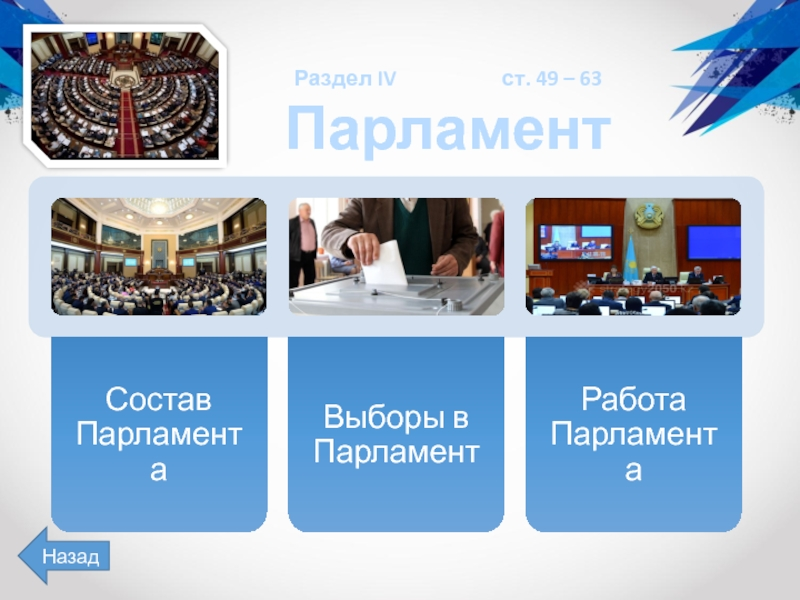 Раздел IV ст. 49 – 63
Парламент
Состав
Парламент
а
Выборы в
Парламент
Работа
Парламент
а
Назад